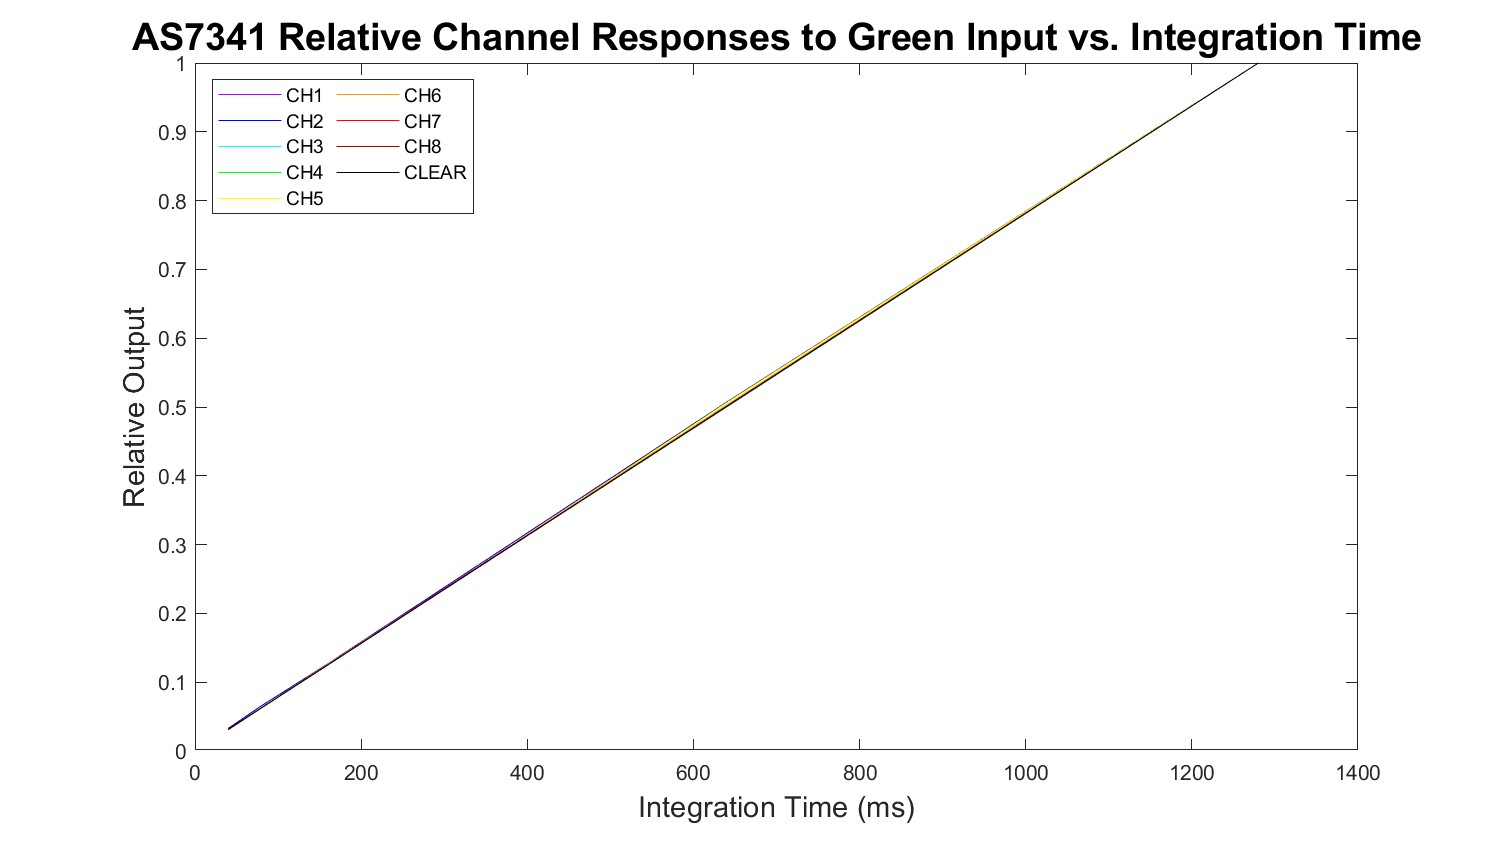 AS7341 Relative Channel Responses to Green Input vs. Integration Time
1
CH1 CH6
CH2 CH7
CH3 CH8
CH4 CLEAR
CH5
0.9
0.8
0.7
0.6
0.5
0.4
0.3
0.2
0.1
0
Relative Output
0 200 400 600 800 1000 1200 1400
Integration Time (ms)